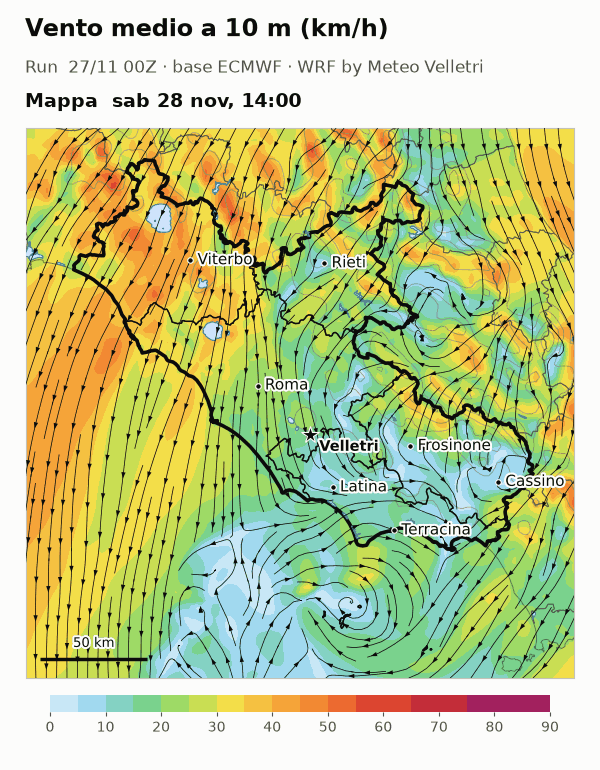 Vento medio a 10 m (km/h)
Run 27/11 00Z · base ECMWF · WRF by Meteo Velletri
Mappa sab 28 nov, 14:00
Viterbo
Rieti
Roma
Velletri
Frosinone
Latina
Cassino
Terracina
50 km
0 10 20 30 40 50 60 70 80 90